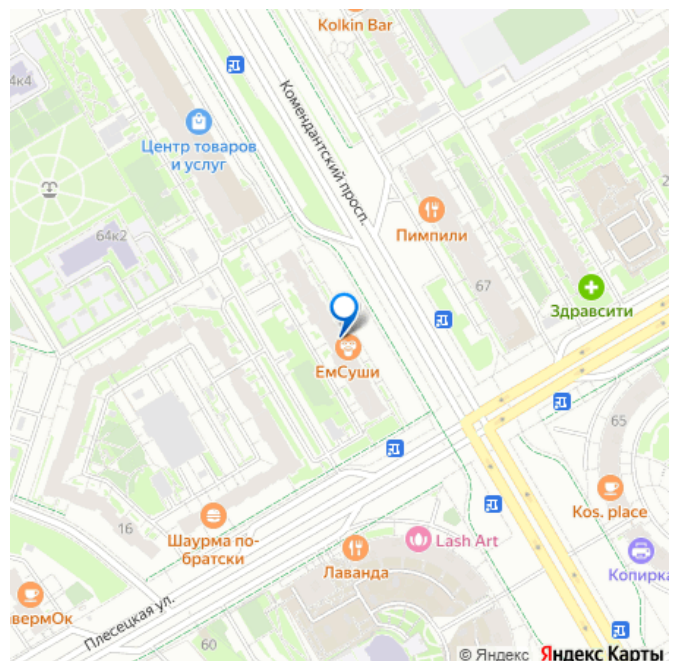 Kolkin Bar
64к4
Комендантский просп.
Центр товаров
и услуг
64к2
Пимпили
67
Здравсити
ЕмСуши
65
16
Шаурма по-
братски
Kos. place
Lash Art
Лаванда
Копирка
Плесецкая ул.
60
© Яндекс Яндекс Карты